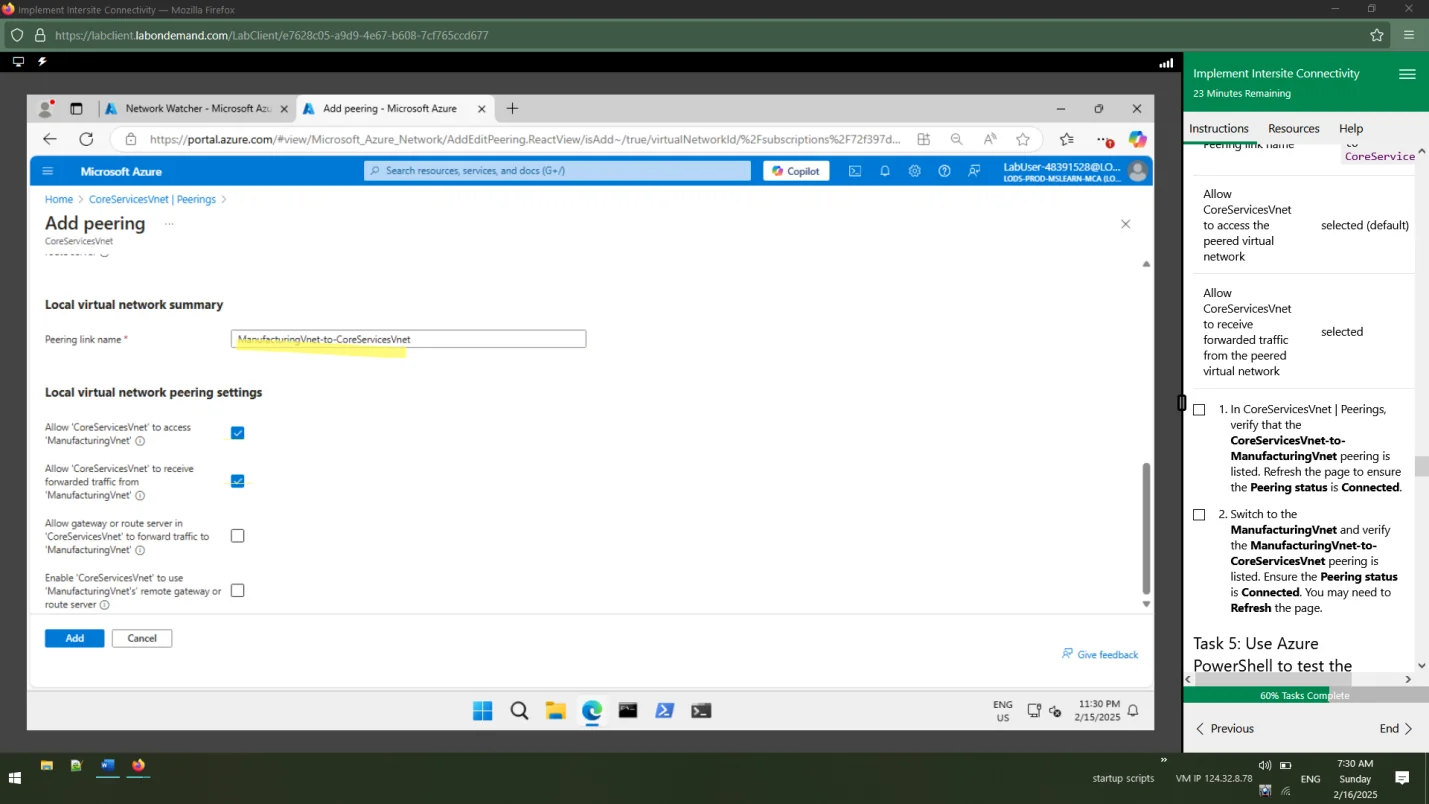 Implement Intersite Connectivity — Mozilla Firefox
https://labclient.labondemand.com/LabClient/e7628c05-a9d9-4e67-b608-7cf765ccd677
Network Watcher - Microsoft Azu
Add peering - Microsoft Azure
https://portal.azure.com/#view/Microsoft_Azure_Network/AddEditPeering.ReactView/isAdd~/true/virtualNetworkId/%2Fsubscriptions%2F72f397d...
Microsoft Azure
Search resources, services, and docs (G+/)
Copilot
LabUser-48391528@LO...
LODS-PROD-MSLEARN-MCA (LO...
Home > CoreServicesVnet | Peerings >
Add peering ...
CoreServicesVnet
Local virtual network summary
Peering link name *
ManufacturingVnet-to-CoreServicesVnet
Local virtual network peering settings
Allow 'CoreServicesVnet' to access
'ManufacturingVnet'
Allow 'CoreServicesVnet' to receive
forwarded traffic from
'ManufacturingVnet'
Allow gateway or route server in
'CoreServicesVnet' to forward traffic to
'ManufacturingVnet'
Enable 'CoreServicesVnet' to use
'ManufacturingVnet's' remote gateway or
route server
Add
Cancel
Give feedback
ENG
US
11:30 PM
2/15/2025
Implement Intersite Connectivity
23 Minutes Remaining
Instructions
Resources
Help
Peering link name
to
CoreService
Allow
CoreServicesVnet
to access the
peered virtual
network
selected (default)
Allow
CoreServicesVnet
to receive
forwarded traffic
from the peered
virtual network
selected
1. In CoreServicesVnet | Peerings,
verify that the
CoreServicesVnet-to-
ManufacturingVnet peering is
listed. Refresh the page to ensure
the Peering status is Connected.
2. Switch to the
ManufacturingVnet and verify
the ManufacturingVnet-to-
CoreServicesVnet peering is
listed. Ensure the Peering status
is Connected. You may need to
Refresh the page.
Task 5: Use Azure
PowerShell to test the
60% Tasks Complete
Previous
End
startup scripts
VM IP 124.32.8.78
ENG
7:30 AM
Sunday
2/16/2025